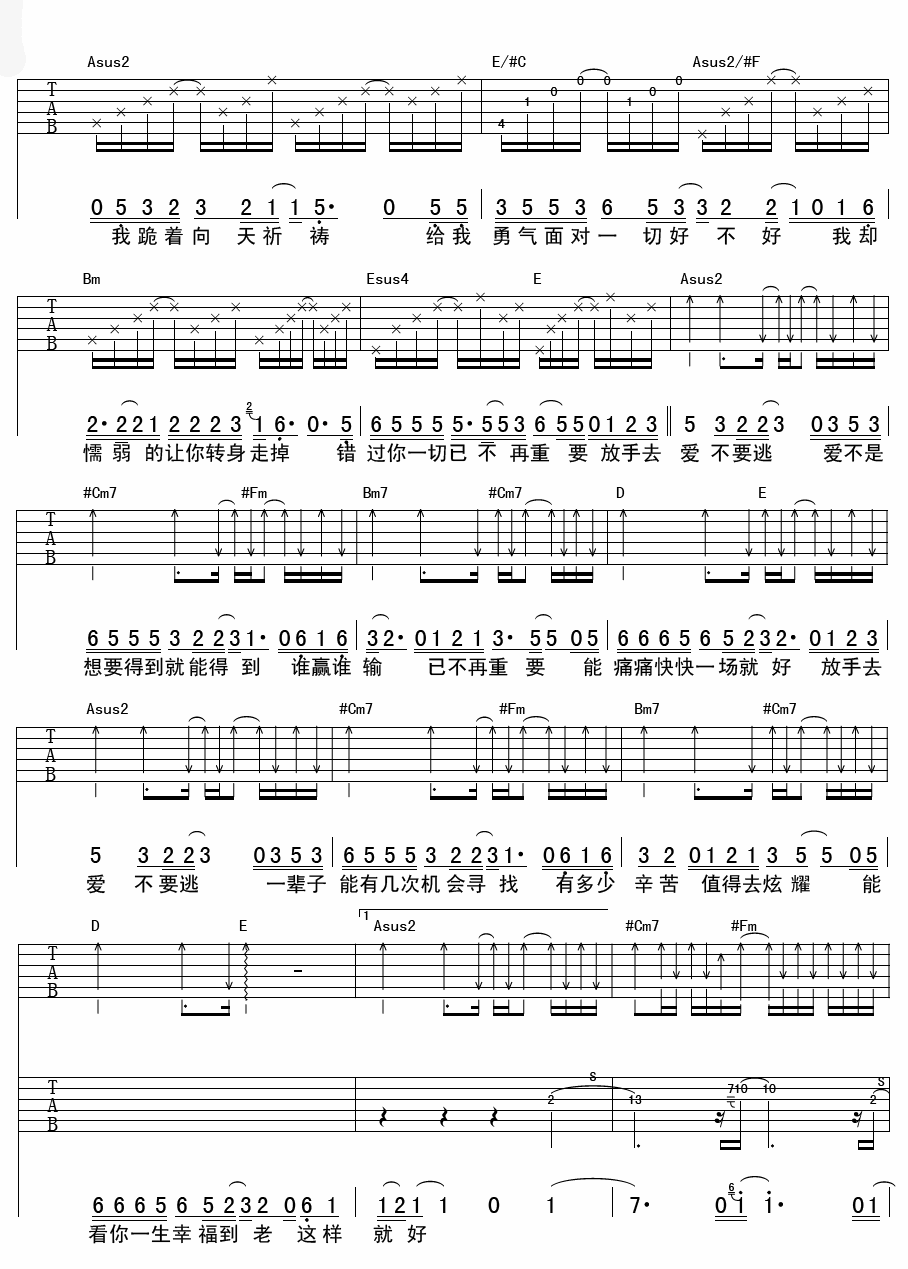 Asus2 E/#C Asus2/#F
T A B
4 1 0 0 0 1 0 0
0 5 3 2 3 2 1 1 5· 0 5 5 3 5 5 3 6 5 3 3 2 2 1 0 1 6
我跪着向 天祈 祷 给我 勇气面对一 切好 不 好 我却
Bm Esus4 E Asus2
T A B
2· 2 2 1 2 2 2 3 2 1 6· 0· 5 6 5 5 5 5· 5 5 3 6 5 5 0 1 2 3 5 3 2 2 3 0 3 5 3
懦 弱 的让你转身走掉 错 过你一切已 不 再重 要 放手去 爱 不要逃 爱不是
#Cm7 #Fm Bm7 #Cm7 D E
T A B
6 5 5 5 3 2 2 3 1· 0 6 1 6 3 2· 0 1 2 1 3· 5 5 0 5 6 6 6 5 6 5 2 3 2· 0 1 2 3
想要得到就能得 到 谁赢谁 输 已不再重 要 能 痛痛快快一场就 好 放手去
Asus2 #Cm7 #Fm Bm7 #Cm7
T A B
5 3 2 2 3 0 3 5 3 6 5 5 5 3 2 2 3 1· 0 6 1 6 3 2 0 1 2 1 3 5 5 0 5
爱 不要逃 一辈子 能有几次机会寻 找 有多少 辛苦 值得去炫耀 能
D E 1 Asus2 #Cm7 #Fm
T A B
–
S S
T A B
2 13 7 10 10 2
6 6 6 5 6 5 2 3 2 0 6 1 1 2 1 1 0 1 7· 6 0 1 1· 0 1
看你一生幸福到 老 这样 就 好